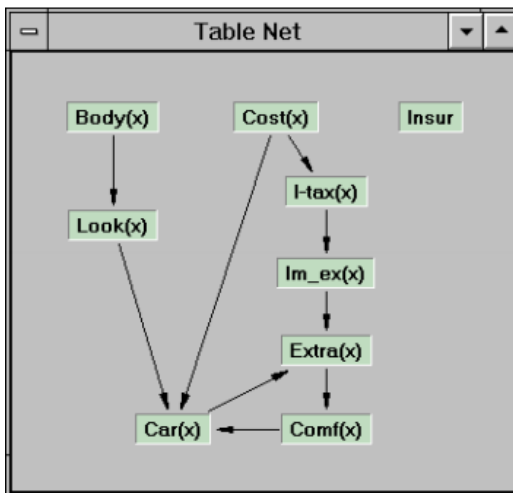 Table Net
Body(x) Cost(x) Insur
I-tax(x)
Look(x)
Im_ex(x)
Extra(x)
Car(x) Comf(x)